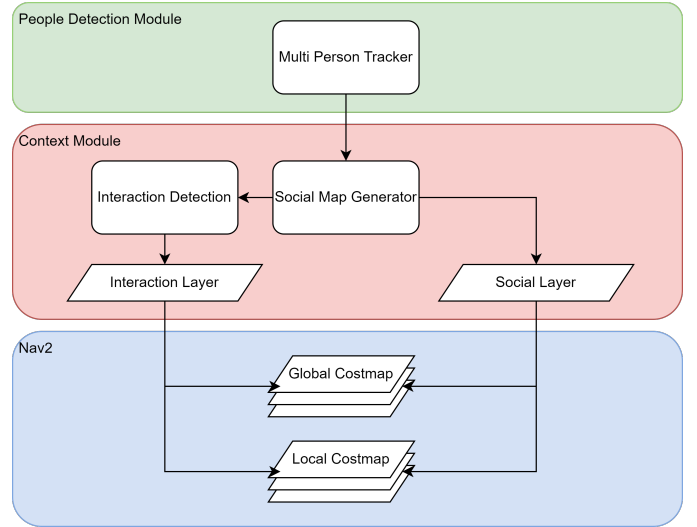 People Detection Module
Multi Person Tracker
Context Module
Interaction Detection
Social Map Generator
Interaction Layer
Social Layer
Nav2
Global Costmap
Local Costmap